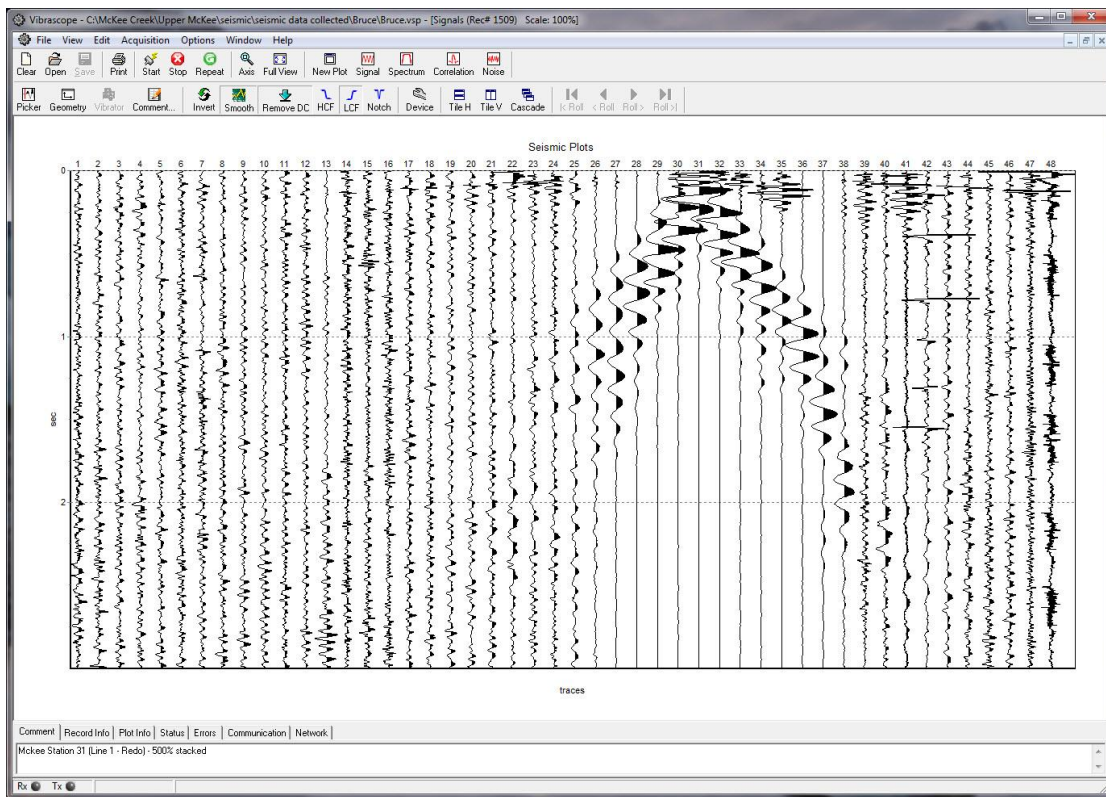 Vibrascope - C:\McKee Creek\Upper McKee\seismic\seismic data collected\Bruce\Bruce.vsp - [Signals (Rec# 1509) Scale: 100%]
File View Edit Acquisition Options Window Help
Clear Open Save Print Start Stop Repeat Axis Full View New Plot Signal Spectrum Correlation Noise
Picker Geometry Vibrator Comment... Invert Smooth Remove DC HCF LCF Notch Device Tile H Tile V Cascade |< Roll < Roll Roll > Roll >|
Seismic Plots
1 2 3 4 5 6 7 8 9 10 11 12 13 14 15 16 17 18 19 20 21 22 23 24 25 26 27 28 29 30 31 32 33 34 35 36 37 38 39 40 41 42 43 44 45 46 47 48
0
1
sec
2
traces
Comment Record Info Plot Info Status Errors Communication Network
Mckee Station 31 (Line 1 - Redo) - 500% stacked
Rx Tx